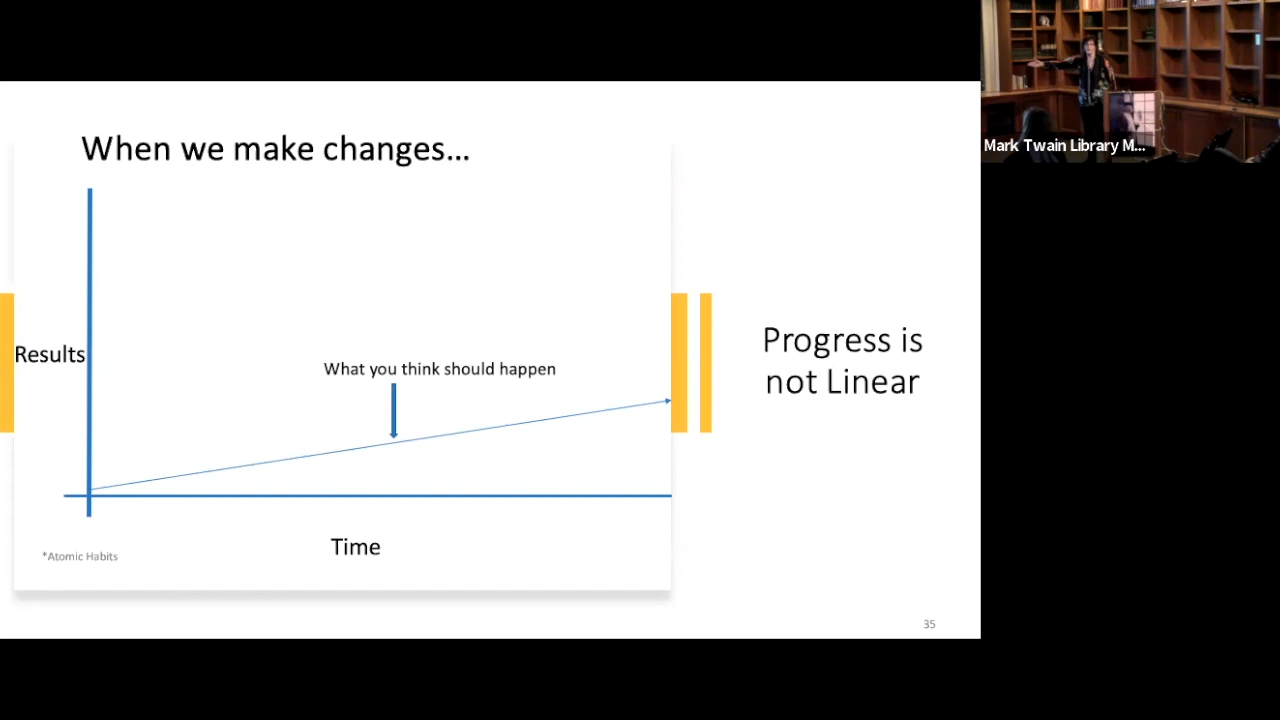 When we make changes...
Results
What you think should happen
Time
*Atomic Habits
Progress is
not Linear
35
Mark Twain Library M...